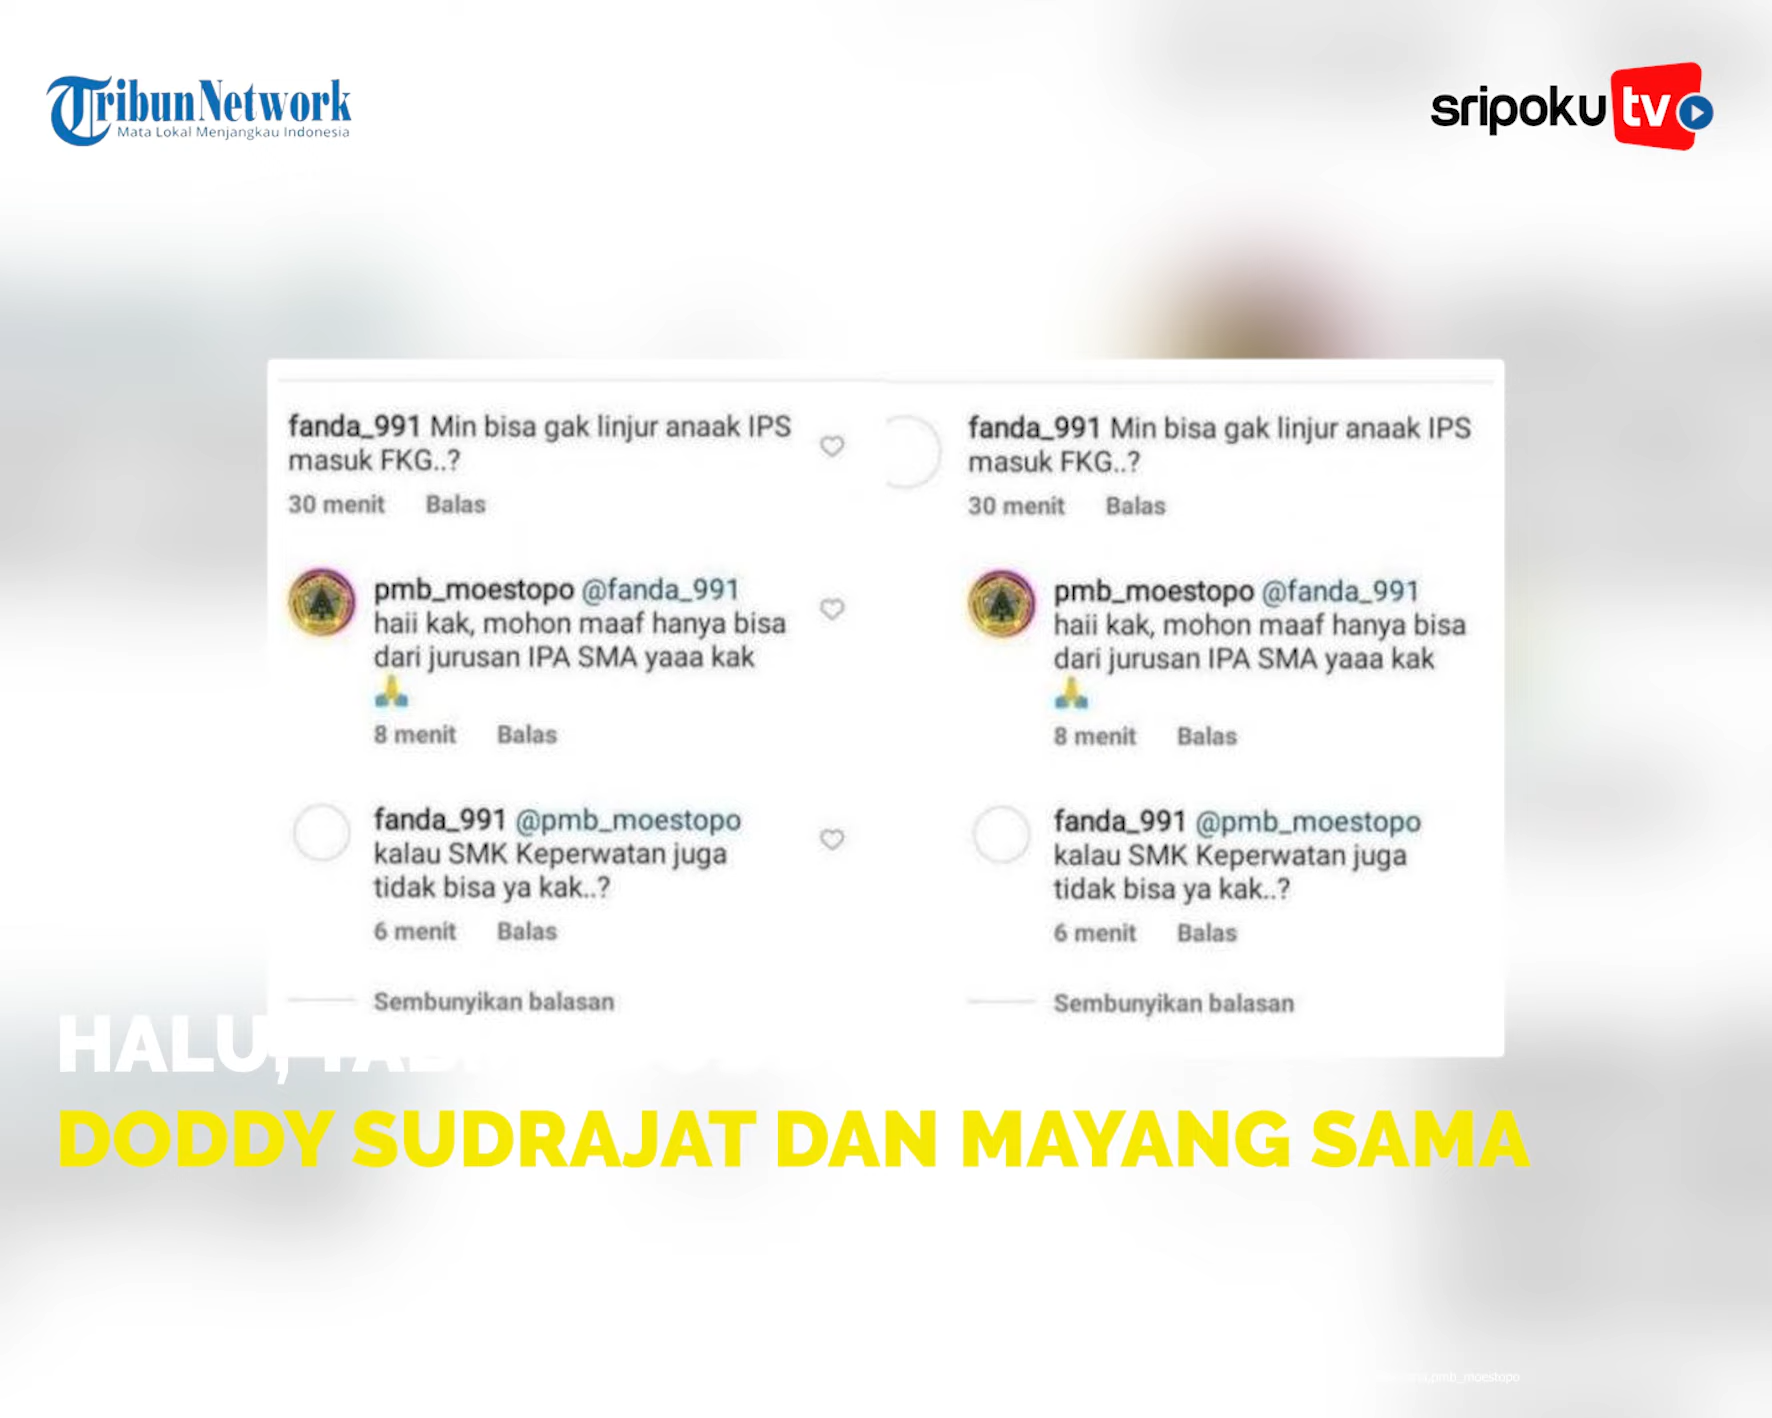 TribunNetwork
Mata Lokal Menjangkau Indonesia
sripoku tv
fanda_991 Min bisa gak linjur anaak IPS
masuk FKG..?
30 menit Balas
pmb_moestopo @fanda_991
haii kak, mohon maaf hanya bisa
dari jurusan IPA SMA yaaa kak
🙏
8 menit Balas
fanda_991 @pmb_moestopo
kalau SMK Keperwatan juga
tidak bisa ya kak..?
6 menit Balas
Sembunyikan balasan
fanda_991 Min bisa gak linjur anaak IPS
masuk FKG..?
30 menit Balas
pmb_moestopo @fanda_991
haii kak, mohon maaf hanya bisa
dari jurusan IPA SMA yaaa kak
🙏
8 menit Balas
fanda_991 @pmb_moestopo
kalau SMK Keperwatan juga
tidak bisa ya kak..?
6 menit Balas
Sembunyikan balasan
HALU,
DODDY SUDRAJAT DAN MAYANG SAMA
pmb_moestopo